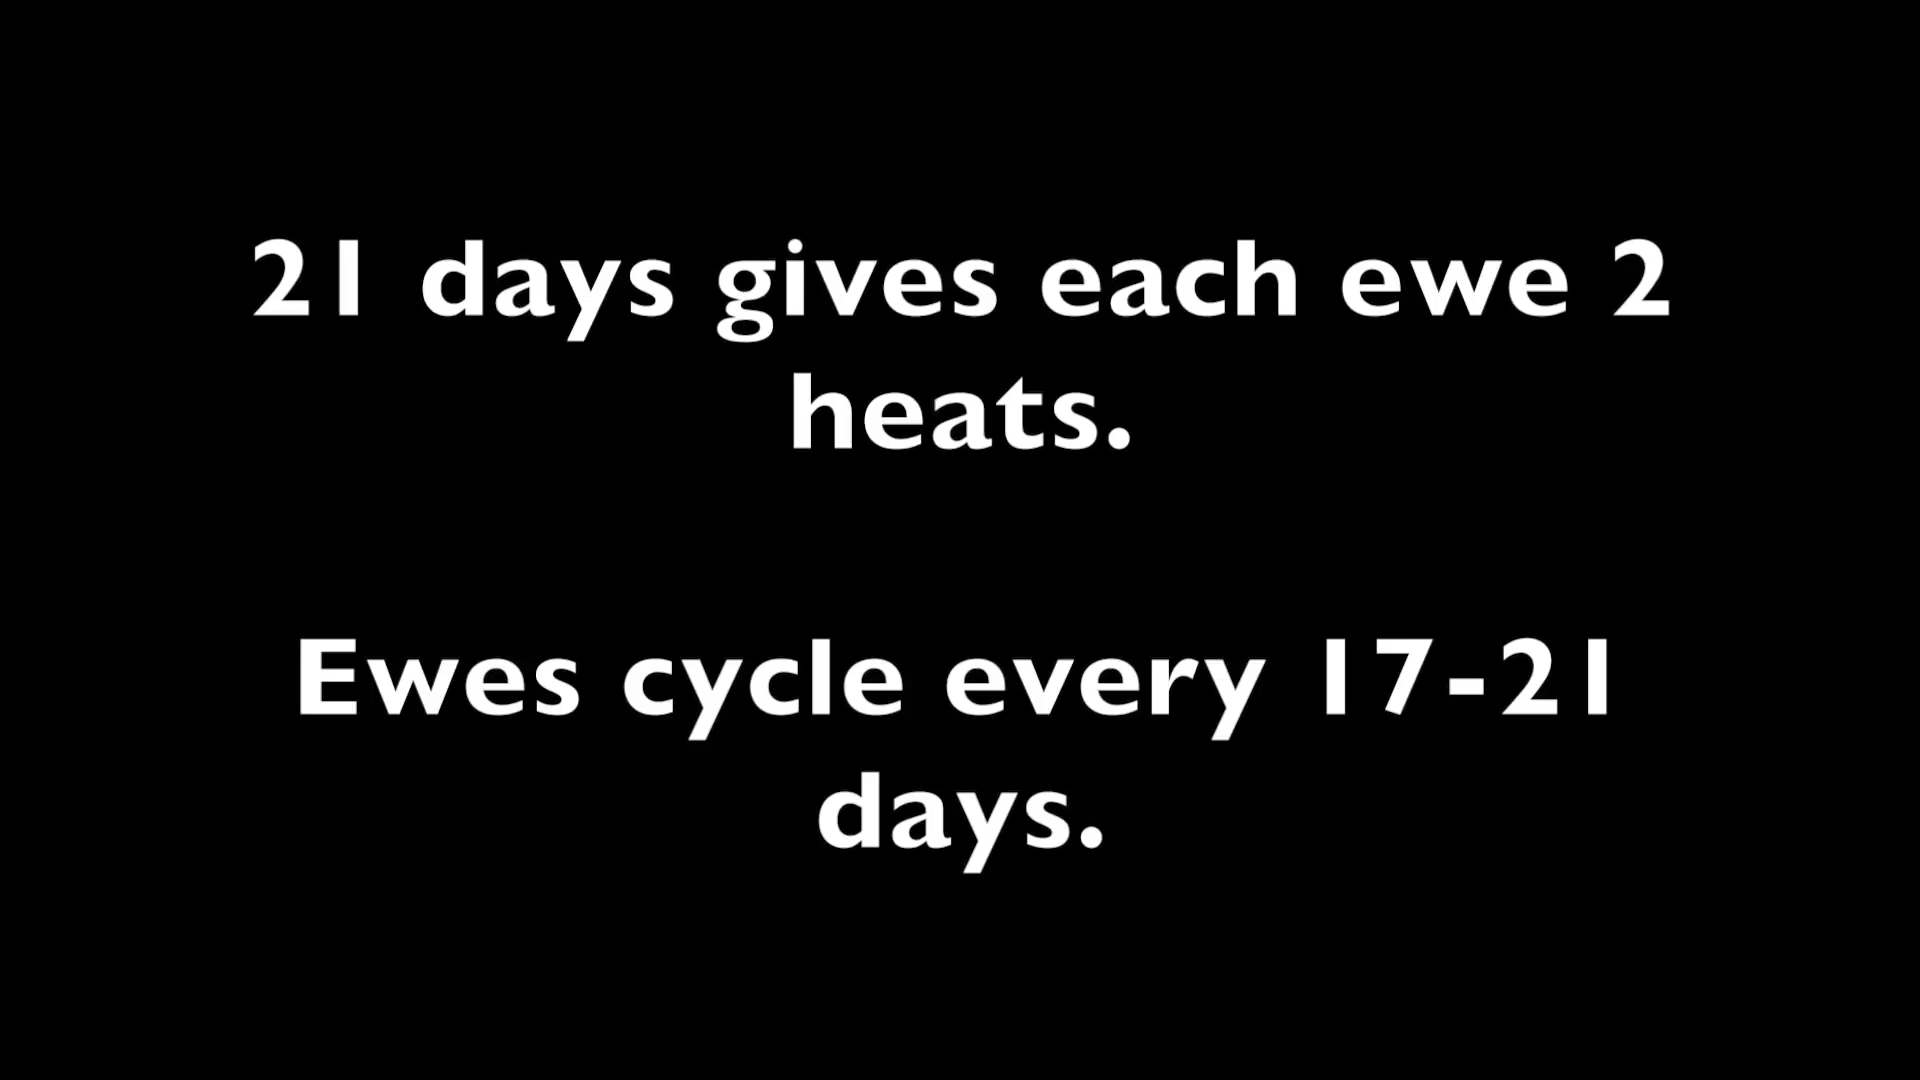 21 days gives each ewe 2
heats.
Ewes cycle every 17-21
days.